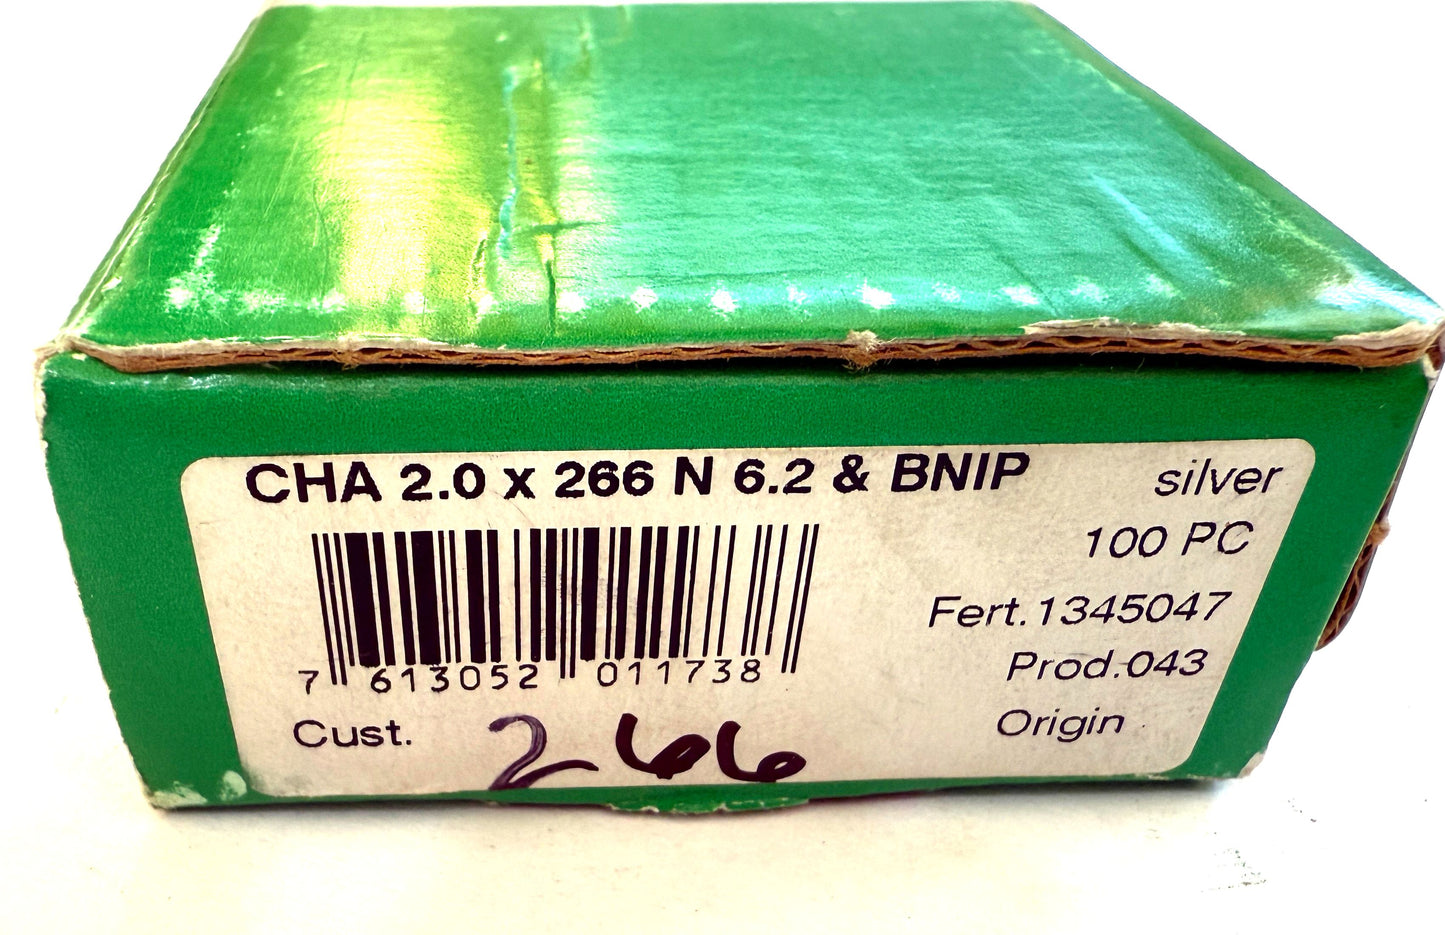 CHA 2.0 x 266 N 6.2 & BNIP
silver
100 PC
Fert.1345047
Prod.043
7 613052 011738
Cust.
Origin
266